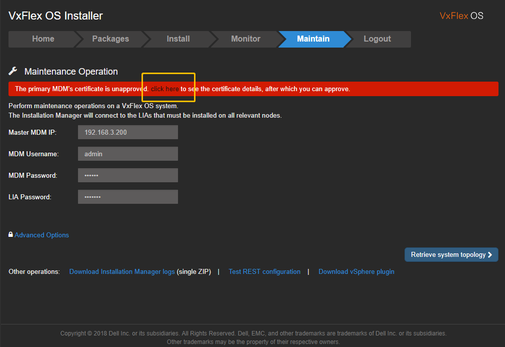 VxFlex OS Installer
VxFlex OS
Home
Packages
Install
Monitor
Maintain
Logout
Maintenance Operation
The primary MDM's certificate is unapproved. click here to see the certificate details, after which you can approve.
Perform maintenance operations on a VxFlex OS system.
The Installation Manager will connect to the LIAs that must be installed on all relevant nodes.
Master MDM IP: 192.168.3.200
MDM Username: admin
MDM Password: ••••••
LIA Password: •••••••
Advanced Options
Retrieve system topology
Other operations: Download Installation Manager logs (single ZIP) | Test REST configuration | Download vSphere plugin
Copyright © 2018 Dell Inc. or its subsidiaries. All Rights Reserved. Dell, EMC, and other trademarks are trademarks of Dell Inc. or its subsidiaries.
Other trademarks may be the property of their respective owners.